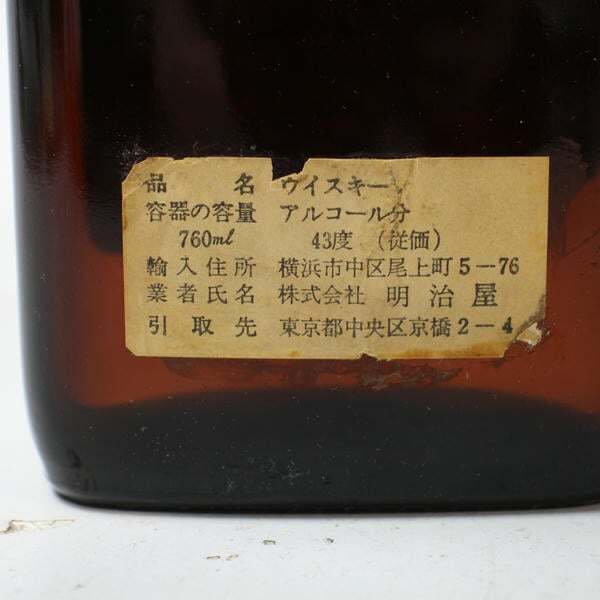 品名 ウイスキー
容器の容量 アルコール分
760ml 43度 (従価)
輸入住所 横浜市中区尾上町5-76
業者氏名 株式会社 明治屋
引取先 東京都中央区京橋2-4